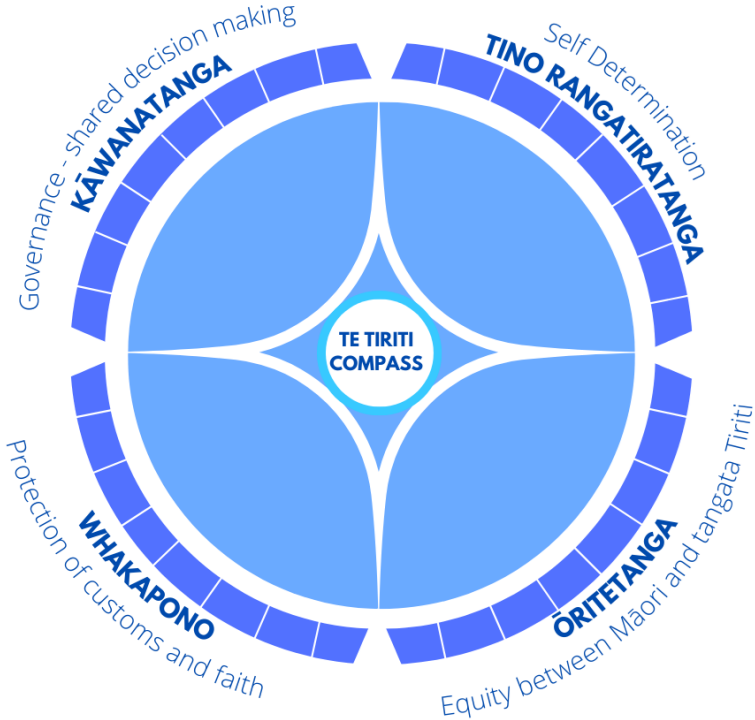 Governance - shared decision making
KĀWANATANGA
Self Determination
TINO RANGATIRATANGA
TE TIRITI
COMPASS
Protection of customs and faith
WHAKAPONO
ŌRITETANGA
Equity between Māori and tangata Tiriti